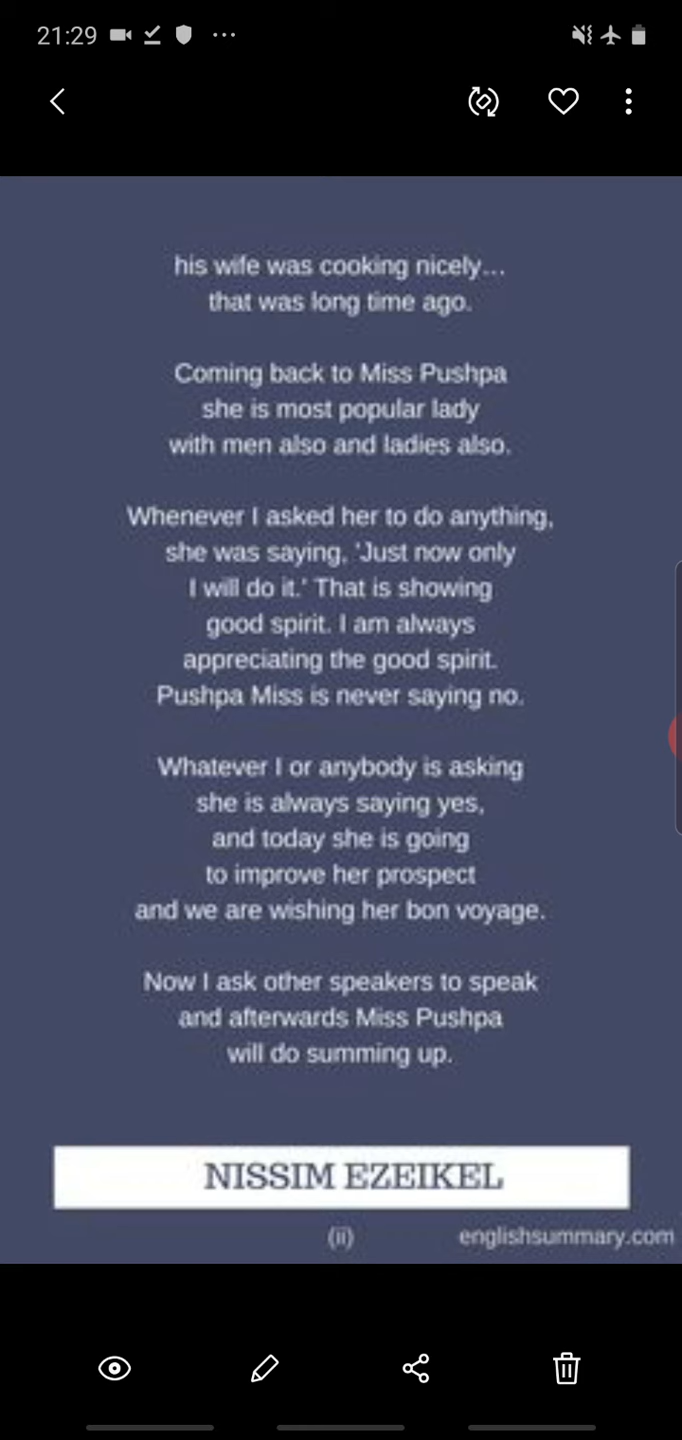 21:29
his wife was cooking nicely...
that was long time ago.
Coming back to Miss Pushpa
she is most popular lady
with men also and ladies also.
Whenever I asked her to do anything,
she was saying, 'Just now only
I will do it.' That is showing
good spirit. I am always
appreciating the good spirit.
Pushpa Miss is never saying no.
Whatever I or anybody is asking
she is always saying yes,
and today she is going
to improve her prospect
and we are wishing her bon voyage.
Now I ask other speakers to speak
and afterwards Miss Pushpa
will do summing up.
NISSIM EZEIKEL
(ii) englishsummary.com